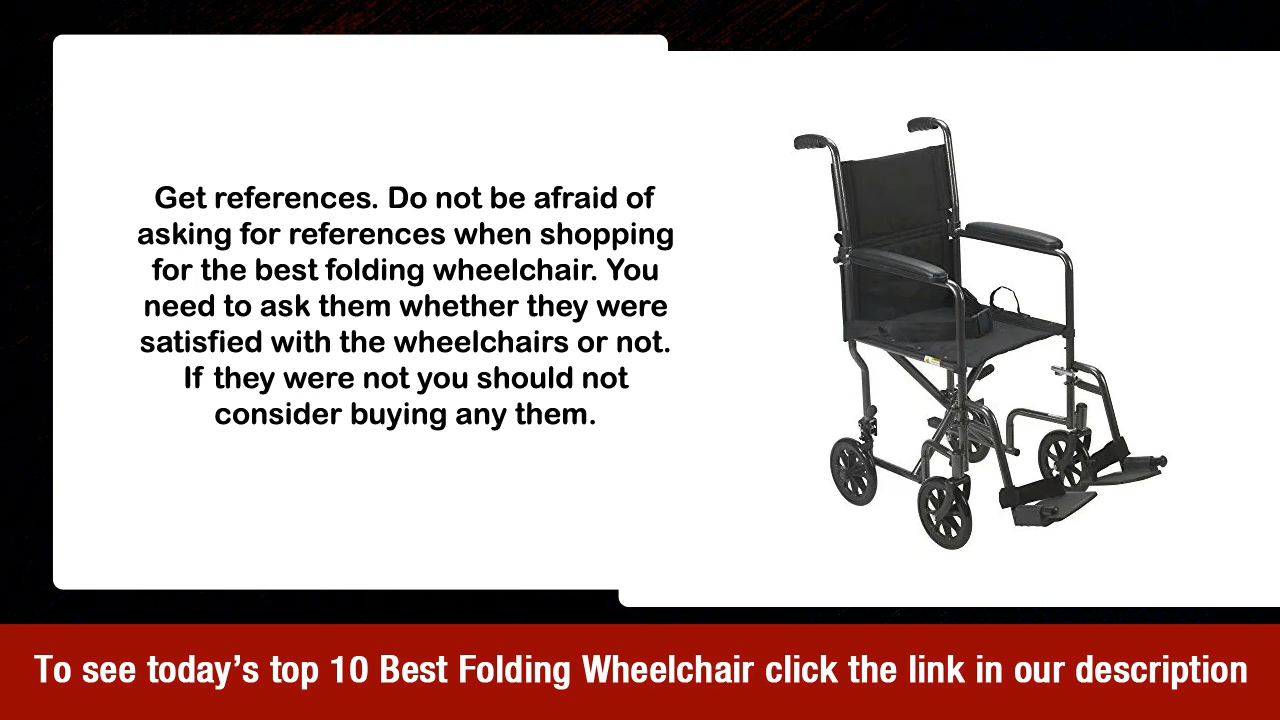 Get references. Do not be afraid of
asking for references when shopping
for the best folding wheelchair. You
need to ask them whether they were
satisfied with the wheelchairs or not.
If they were not you should not
consider buying any them.
To see today's top 10 Best Folding Wheelchair click the link in our description